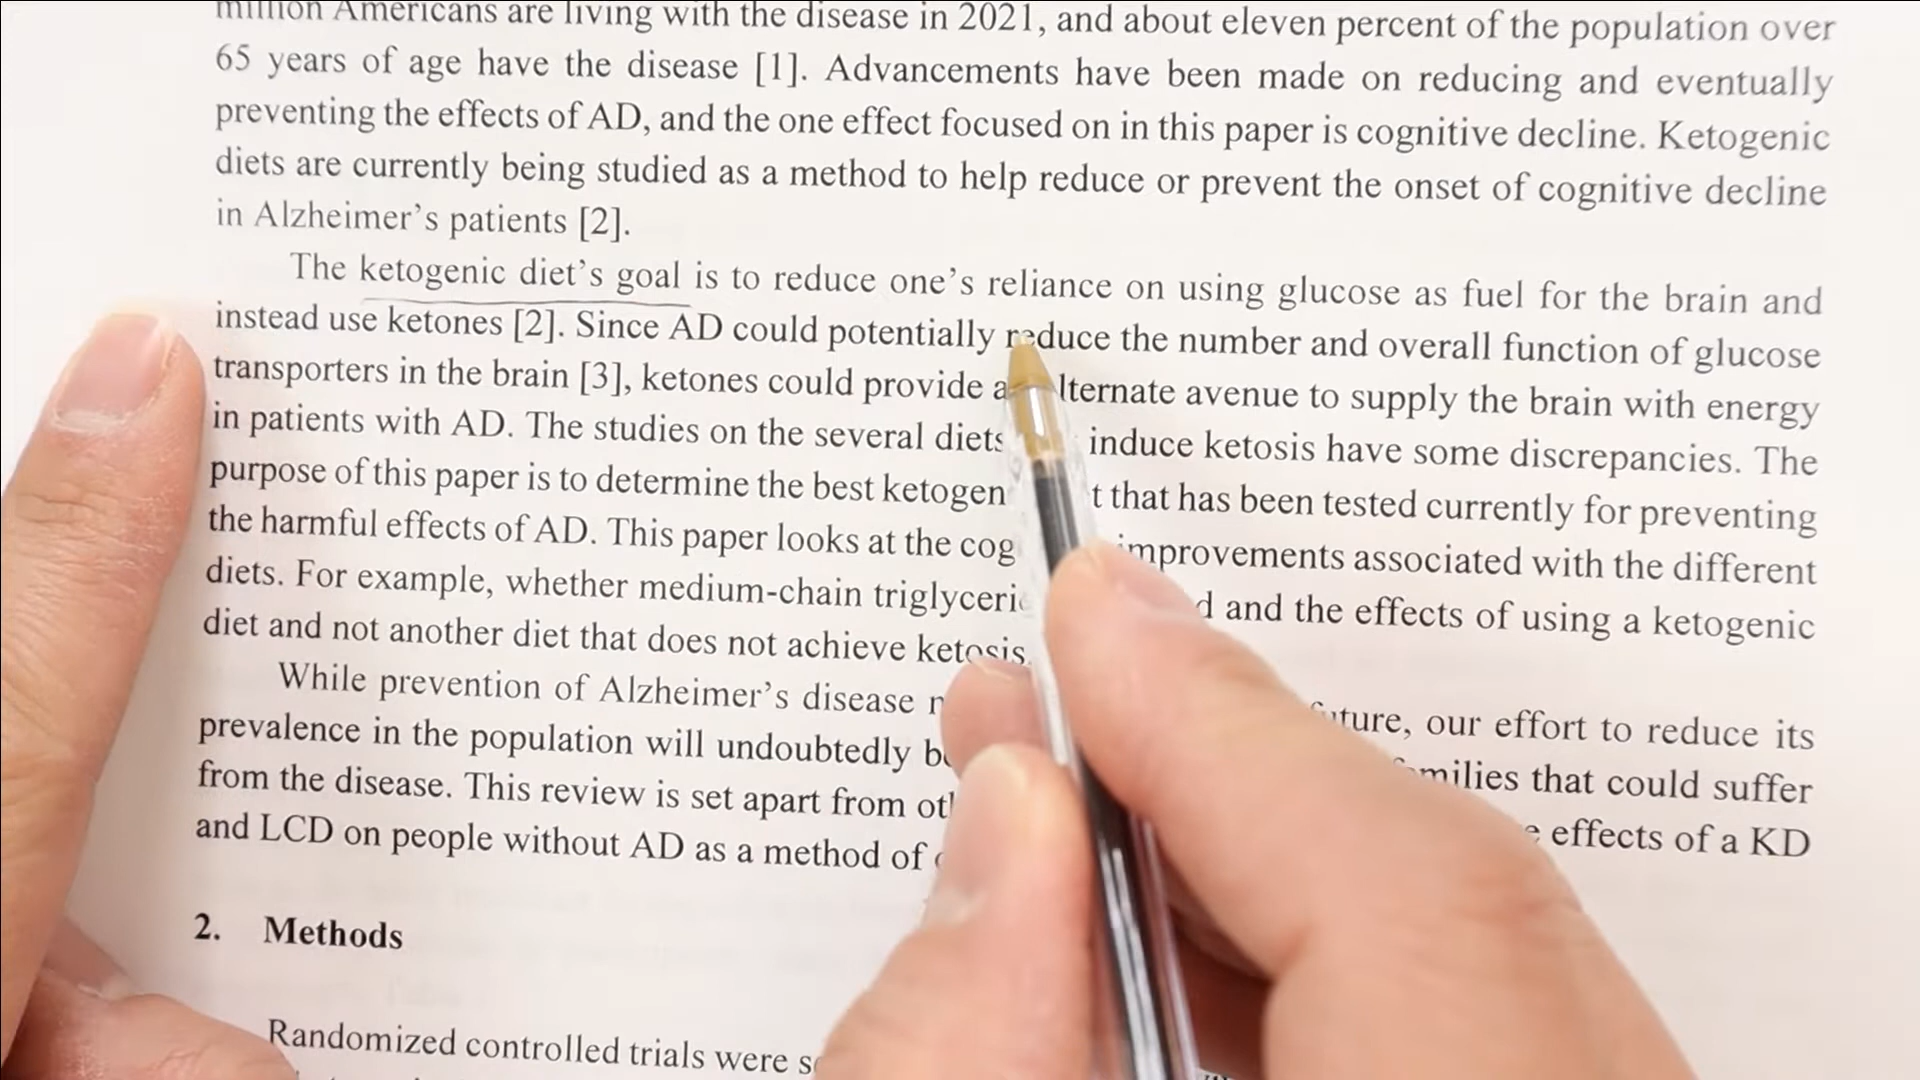 million Americans are living with the disease in 2021, and about eleven percent of the population over
65 years of age have the disease [1]. Advancements have been made on reducing and eventually
preventing the effects of AD, and the one effect focused on in this paper is cognitive decline. Ketogenic
diets are currently being studied as a method to help reduce or prevent the onset of cognitive decline
in Alzheimer’s patients [2].
The ketogenic diet’s goal is to reduce one’s reliance on using glucose as fuel for the brain and
instead use ketones [2]. Since AD could potentially reduce the number and overall function of glucose
transporters in the brain [3], ketones could provide lternate avenue to supply the brain with energy
in patients with AD. The studies on the several diets induce ketosis have some discrepancies. The
purpose of this paper is to determine the best that has been tested currently for preventing
the harmful effects of AD. This paper looks at the improvements associated with the different
diets. For example, whether medium-chain and the effects of using a ketogenic
diet and not another diet that does not achieve ketosis.
While prevention of Alzheimer’s disease future, our effort to reduce its
prevalence in the population will undoubtedly families that could suffer
from the disease. This review is set apart from effects of a KD
and LCD on people without AD as a method of
2. Methods
Randomized controlled trials were